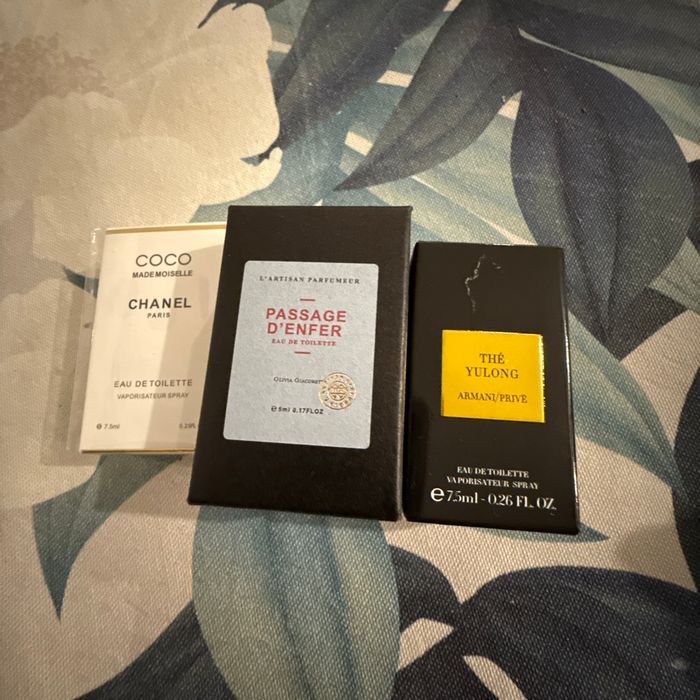 COCO
MADEMOISELLE
CHANEL
PARIS
EAU DE TOILETTE
VAPORISATEUR SPRAY
e 7.5ml
L'ARTISAN PARFUMEUR
PASSAGE
D'ENFER
EAU DE TOILETTE
OLIVIA
e 5ml 0.17FLOZ
THÉ
YULONG
ARMANI/PRIVÉ
EAU DE TOILETTE
VAPORISATEUR SPRAY
e 7.5ml - 0.26 FL. OZ.